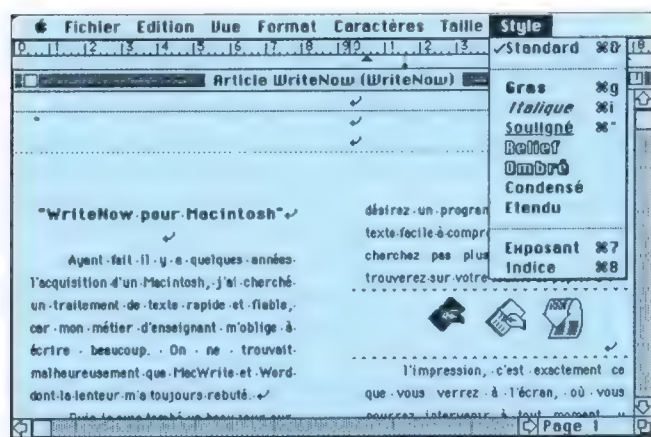 Fichier Edition Vue Format Caractères Taille Style
Article WriteNow (WriteNow)
✓Standard ⌘&
Gras ⌘g
Italique ⌘i
Souligné ⌘"
Relief
Ombré
Condensé
Etendu
Exposant ⌘7
Indice ⌘8
"WriteNow·pour·Macintosh"
Ayant·fait·il·y·a·quelques·années·
l'acquisition·d'un·Macintosh,·j'ai·cherché·
un·traitement·de·texte·rapide·et·fiable,
car·mon·métier·d'enseignant·m'oblige·à·
écrire·beaucoup.·On·ne·trouvait·
malheureusement·que·MacWrite·et·Word·
dont·la·lenteur·m'a·toujours·rebuté.
désirez·un·program
texte·facile·à·compr
cherchez pas plus
trouverez·sur·votre
l'impression,·c'est·exactement ce
que·vous·verrez·à·l'écran,·où·vous
pourrez intervenir à tout moment
Page 1